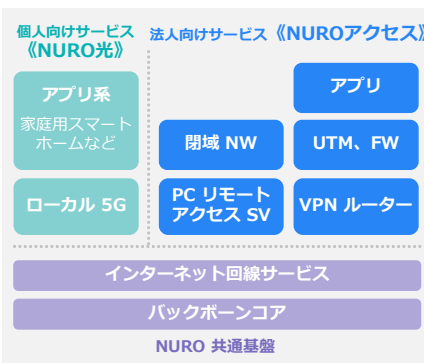 個人向けサービス
《NURO光》
法人向けサービス《NUROアクセス》
アプリ系
家庭用スマート
ホームなど
ローカル 5G
アプリ
閉域 NW
UTM、FW
PC リモート
アクセス SV
VPN ルーター
インターネット回線サービス
バックボーンコア
NURO 共通基盤